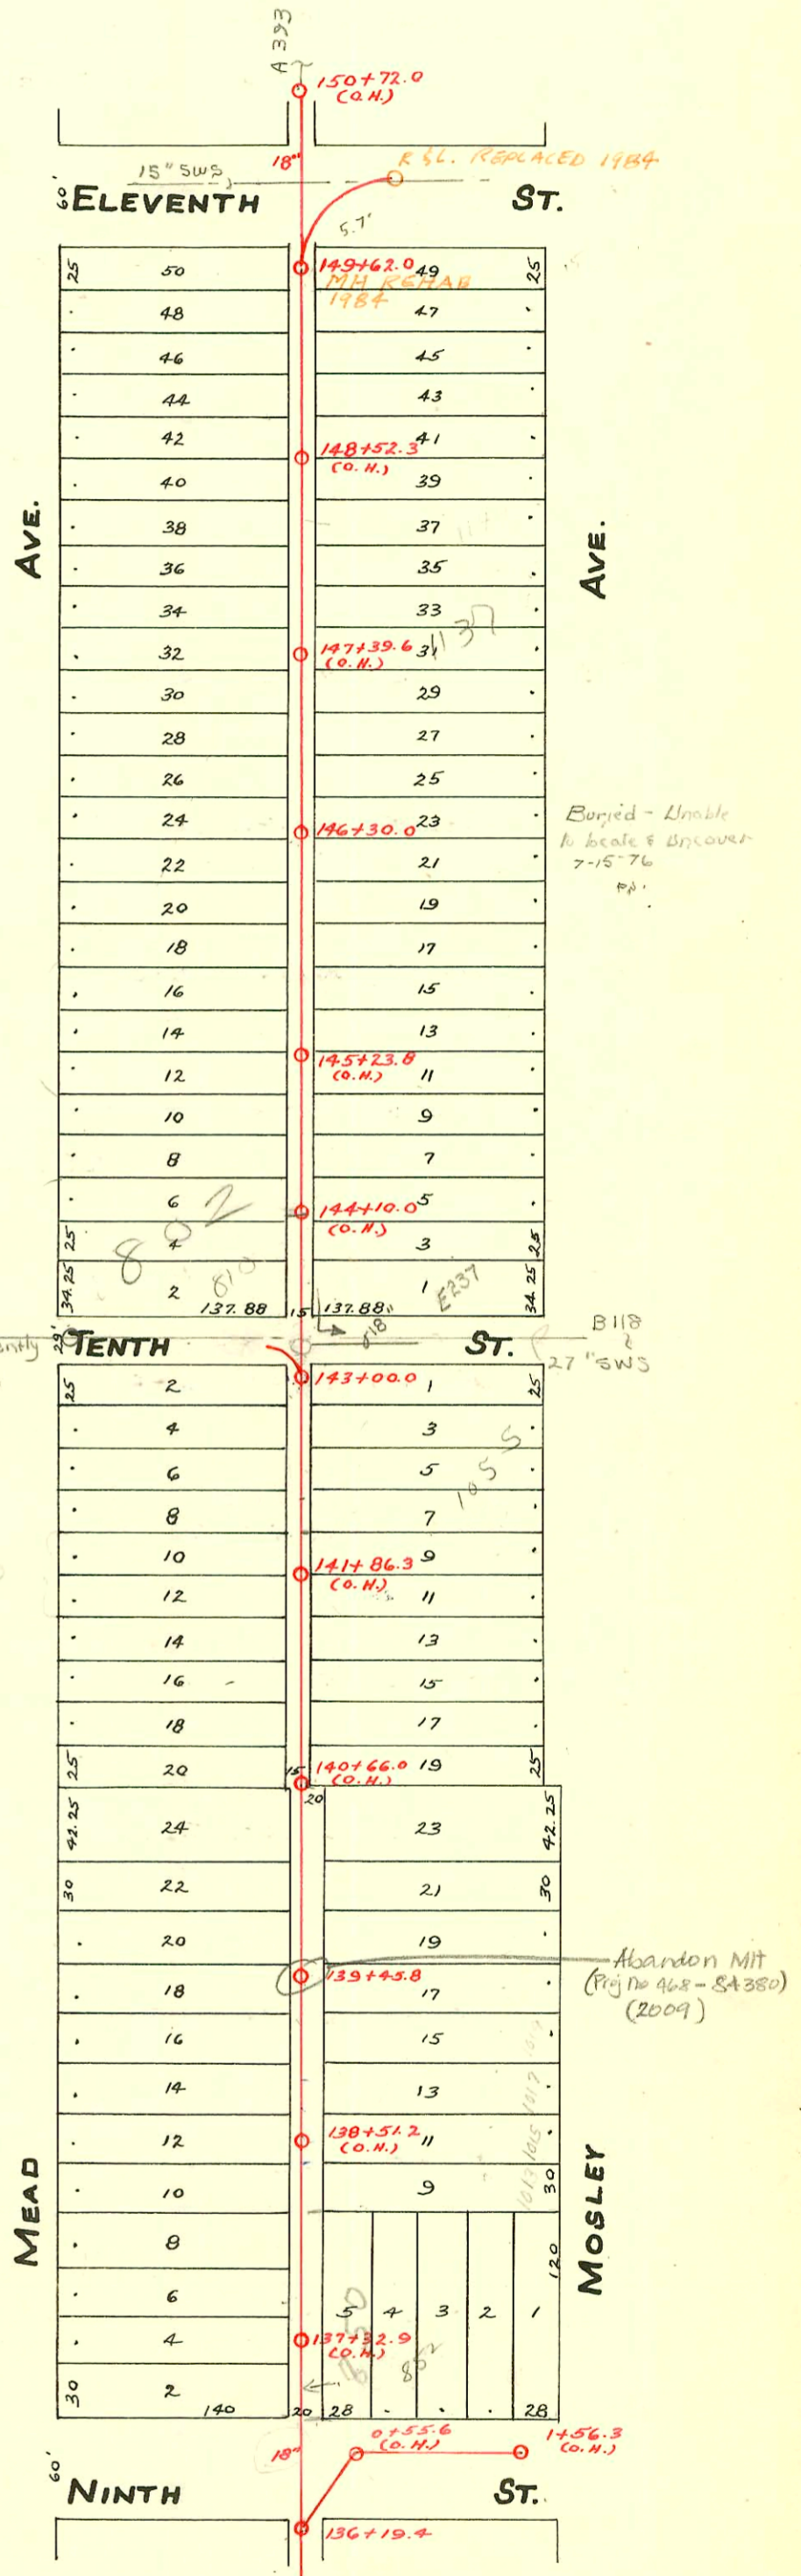 A 393
150+72.0
(O.H.)
18"
R &L. REPLACED 1984
15" SWS
60'
ELEVENTH ST.
5.7'
25 50 149+62.0 49 25
MH REHAB
1984
48 47
46 45
44 43
42 148+52.3 41
(O.H.)
40 39
38 37
AVE. AVE.
36 35
34 33
1137
32 147+39.6 31
(O.H.)
30 29
28 27
26 25
24 146+30.0 23
Buried - Unable
to locate & Uncover
7-15-76
22 21
20 19
18 17
16 15
14 13
145+23.8
(O.H.)
12 11
10 9
8 7
6 144+10.0 5
(O.H.)
802
25 4 3 25
810 E237
34.25 2 1 34.25
137.88 15 137.88
18"
B118
29'
TENTH ST.
27" SWS
25 2 143+00.0 1 25
4 3
1055
6 5
8 7
10 141+86.3 9
(O.H.)
12 11
14 13
16 15
18 17
25 20 15 140+66.0 19 25
(O.H.)
20
42.25 24 23 42.25
30 22 21 30
20 19
Abandon MH
(Proj No 468-84380)
(2009)
139+45.8
18 17
16 15
14 13
12 138+51.2 11
(O.H.)
1013 1015 1017
10 9 30
MEAD MOSLEY
8 120
6
5 4 3 2 1
4 137+32.9
(O.H.)
852
30 2
140 20 28 28
0+55.6
(O.H.)
1+56.3
(O.H.)
18"
60'
NINTH ST.
136+19.4